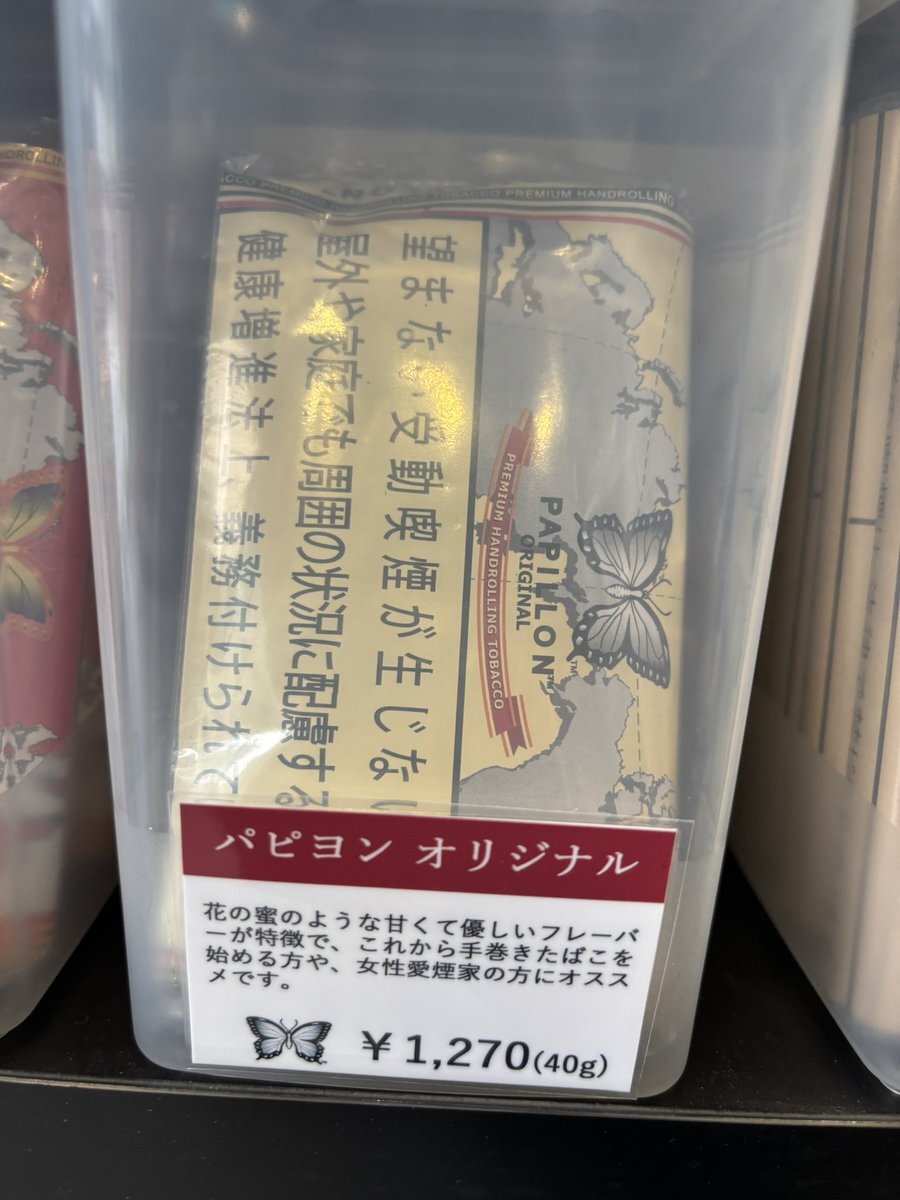 NDROLLIN
ACCO PREMIUM HANDROLLING TOBACCO PREMIUM HANDROLLING
望まない受動喫煙が生じない
屋外や家庭でも周囲の状況に配慮する
健康増進法上、義務付けられて
PAPILLON™
ORIGINAL
PREMIUM HANDROLLING TOBACCO
パピヨン オリジナル
花の蜜のような甘くて優しいフレーバ
ーが特徴で、これから手巻きたばこを
始める方や、女性愛煙家の方にオスス
メです。
￥1,270(40g)